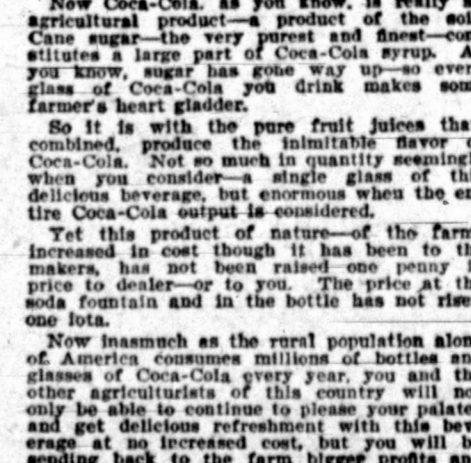 Now Coca-Cola, as you know, is really a
agricultural product—a product of the so
Cane sugar—the very purest and finest—con
stitutes a large part of Coca-Cola syrup. A
you know, sugar has gone way up—so ever
glass of Coca-Cola you drink makes som
farmer's heart gladder.
So it is with the pure fruit juices tha
combined, produce the inimitable flavor o
Coca-Cola. Not so much in quantity seemingl
when you consider—a single glass of thi
delicious beverage, but enormous when the en
tire Coca-Cola output is considered.
Yet this product of nature—of the farm
increased in cost though it has been to th
makers, has not been raised one penny i
price to dealer—or to you. The price at th
soda fountain and in the bottle has not rise
one iota.
Now inasmuch as the rural population alon
of America consumes millions of bottles an
glasses of Coca-Cola every year, you and th
other agriculturists of this country will no
only be able to continue to please your palate
and get delicious refreshment with this bev
erage at no increased cost, but you will b
sending back to the farm bigger profits an